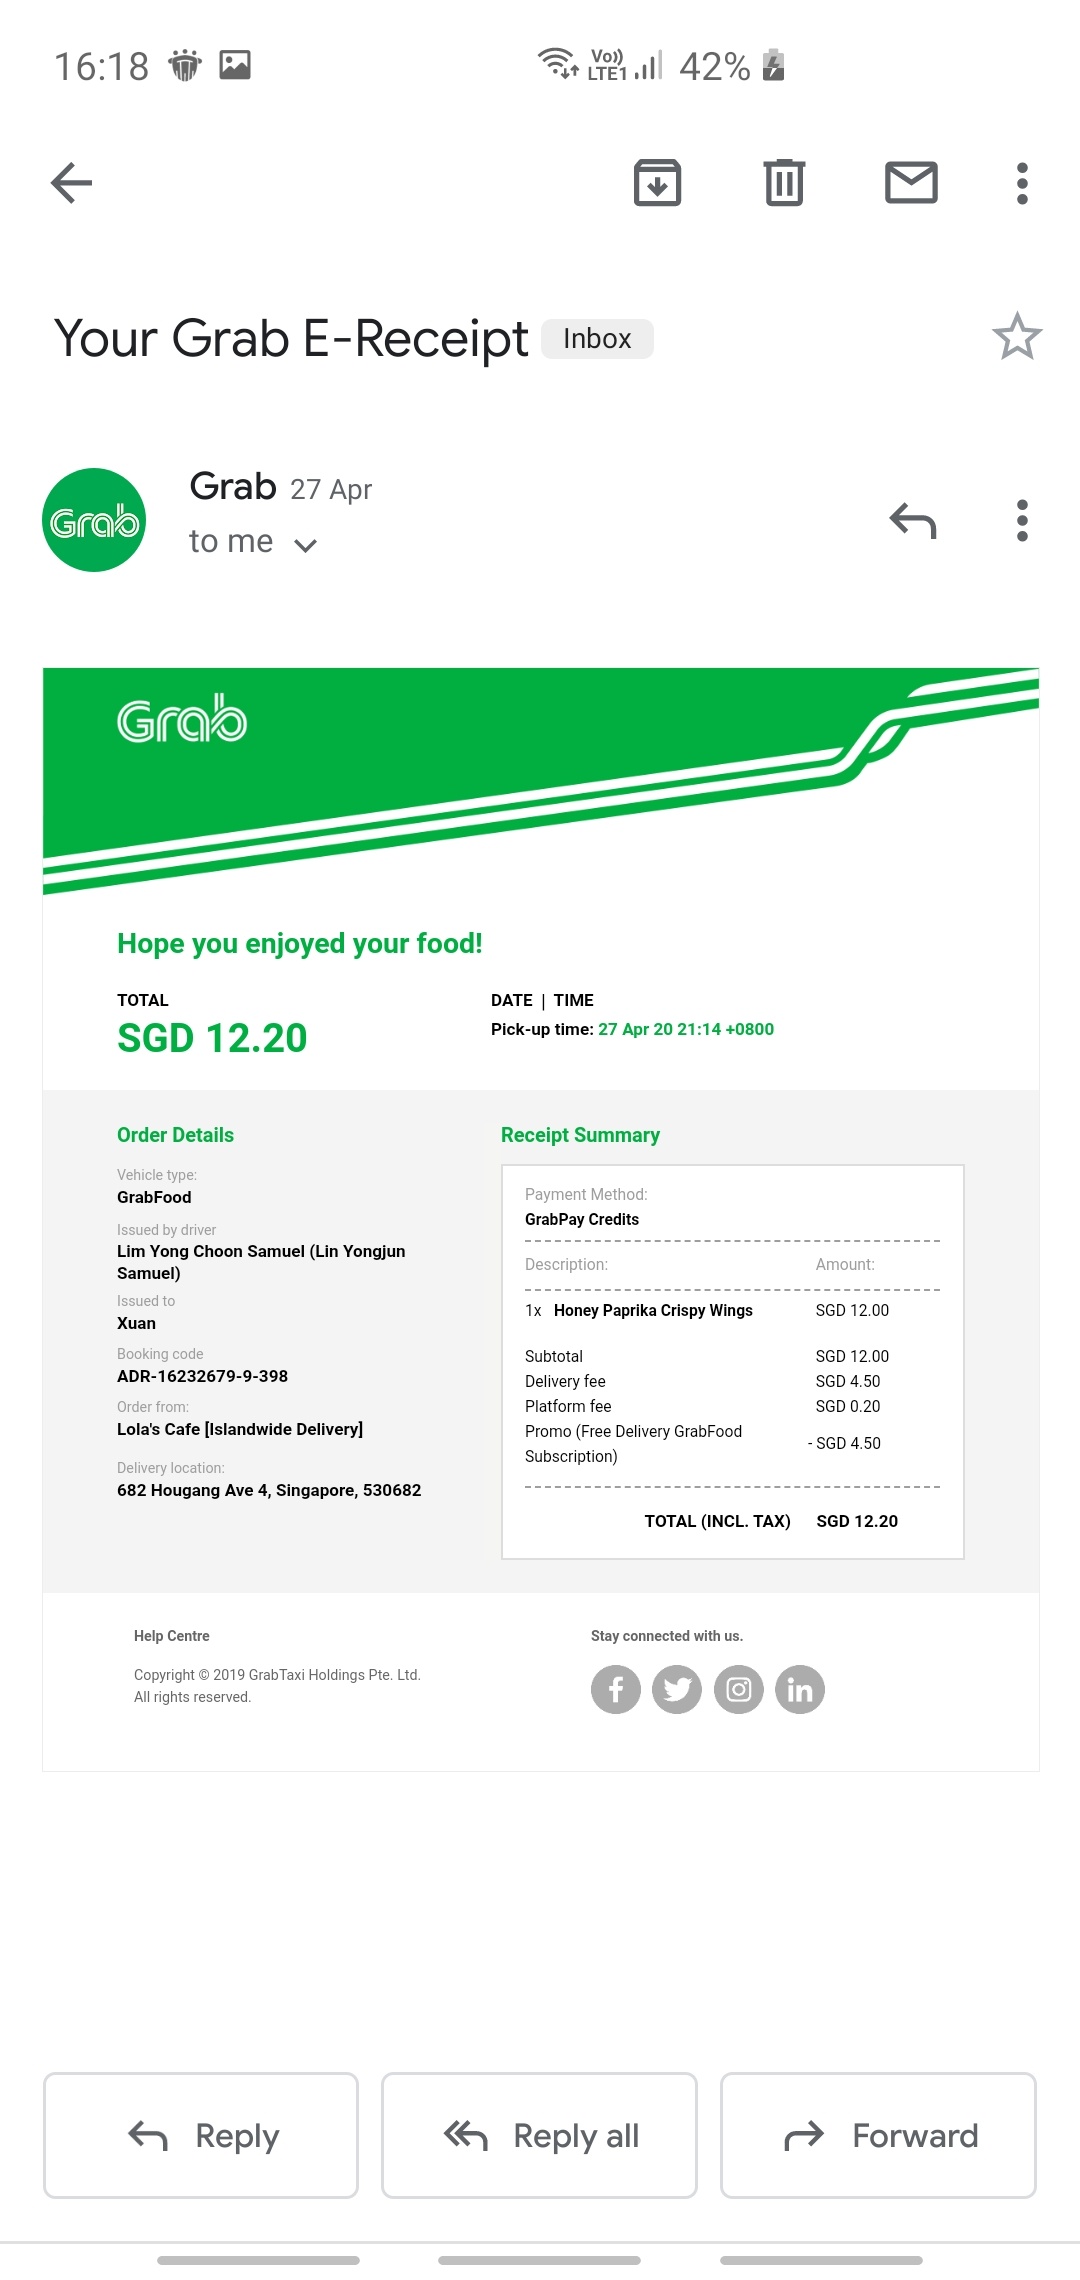 16:18
Vo))
LTE1
42%
Your Grab E-Receipt
Inbox
Grab
Grab 27 Apr
to me
Grab
Hope you enjoyed your food!
TOTAL
SGD 12.20
DATE | TIME
Pick-up time: 27 Apr 20 21:14 +0800
Order Details
Vehicle type:
GrabFood
Issued by driver
Lim Yong Choon Samuel (Lin Yongjun
Samuel)
Issued to
Xuan
Booking code
ADR-16232679-9-398
Order from:
Lola's Cafe [Islandwide Delivery]
Delivery location:
682 Hougang Ave 4, Singapore, 530682
Receipt Summary
Payment Method:
GrabPay Credits
Description: Amount:
1x Honey Paprika Crispy Wings SGD 12.00
Subtotal SGD 12.00
Delivery fee SGD 4.50
Platform fee SGD 0.20
Promo (Free Delivery GrabFood
Subscription) - SGD 4.50
TOTAL (INCL. TAX) SGD 12.20
Help Centre
Copyright © 2019 GrabTaxi Holdings Pte. Ltd.
All rights reserved.
Stay connected with us.
Reply
Reply all
Forward